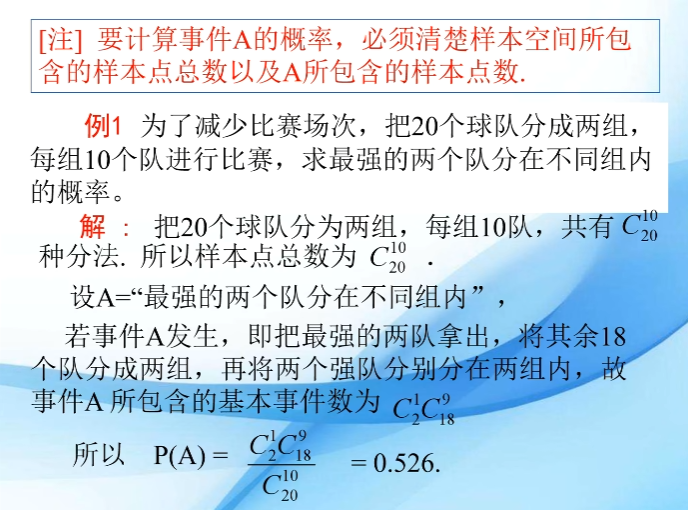 [注] 要计算事件A的概率，必须清楚样本空间所包
含的样本点总数以及A所包含的样本点数.
例1 为了减少比赛场次，把20个球队分成两组，
每组10个队进行比赛，求最强的两个队分在不同组内
的概率。
解 ： 把20个球队分为两组，每组10队，共有 $C_{20}^{10}$
种分法. 所以样本点总数为 $C_{20}^{10}$ .
设A=“最强的两个队分在不同组内”，
若事件A发生，即把最强的两队拿出，将其余18
个队分成两组，再将两个强队分别分在两组内，故
事件A 所包含的基本事件数为 $C_2^1 C_{18}^9$
所以 P(A) = $\frac{C_2^1 C_{18}^9}{C_{20}^{10}}$ = 0.526.